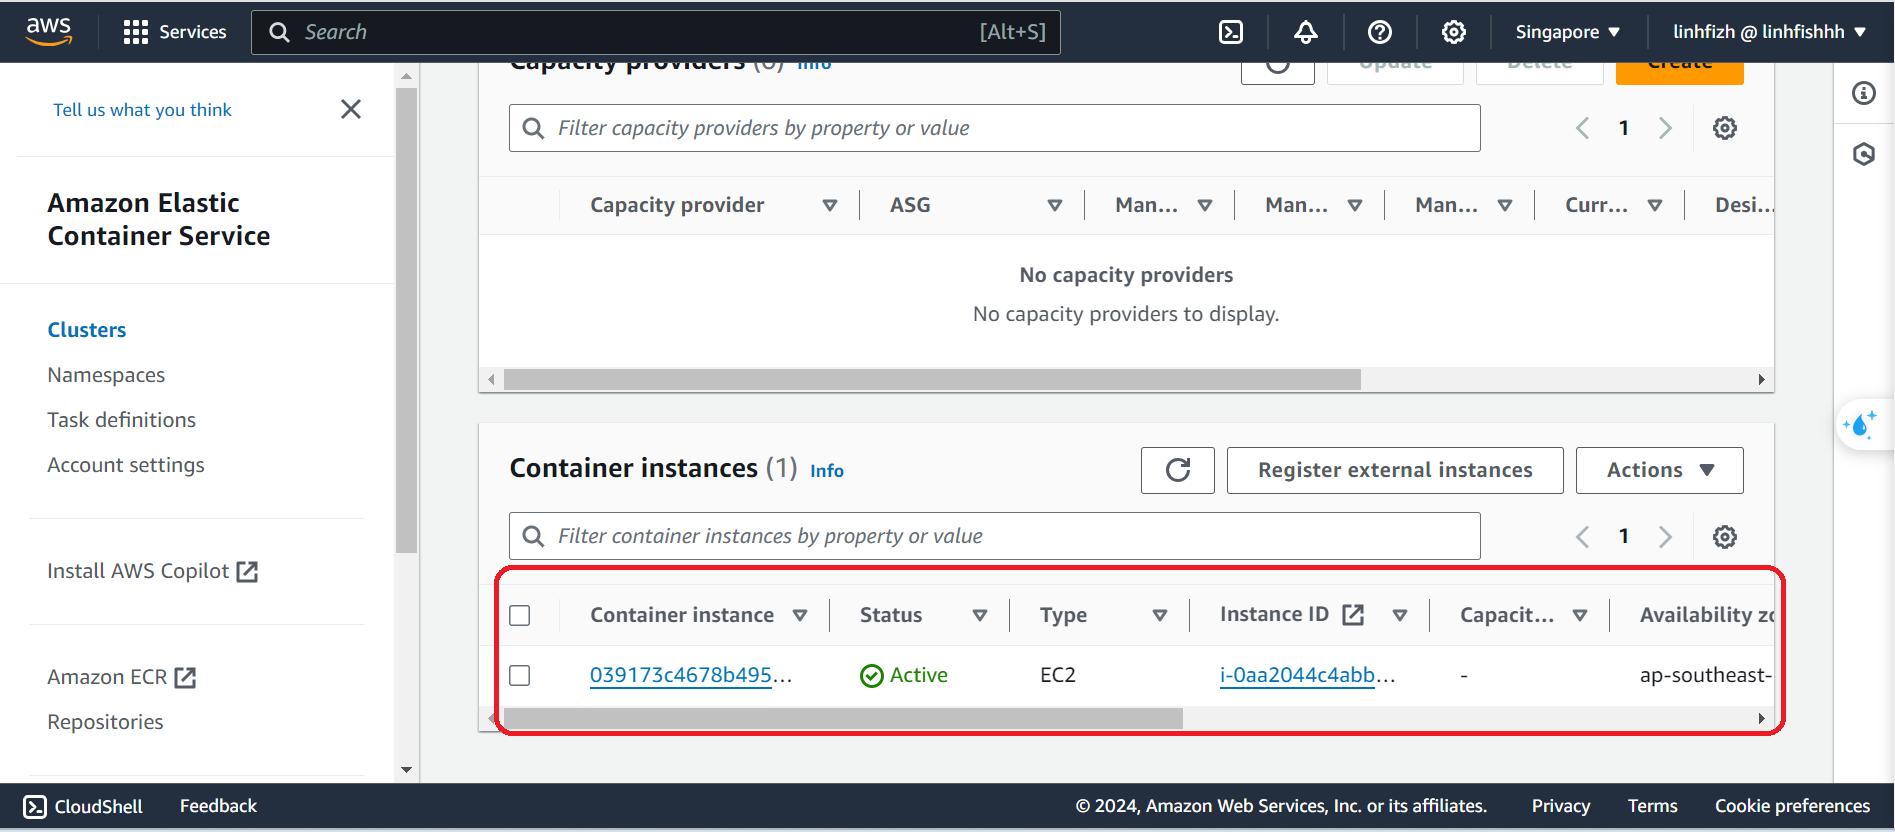 aws
Services
Search
[Alt+S]
Singapore
linhfizh @ linhfishhh
Tell us what you think
Amazon Elastic
Container Service
Clusters
Namespaces
Task definitions
Account settings
Install AWS Copilot
Amazon ECR
Repositories
Capacity providers (0) Info
Update
Delete
Create
Filter capacity providers by property or value
1
Capacity provider
ASG
Man...
Man...
Man...
Curr...
Desi...
No capacity providers
No capacity providers to display.
Container instances (1) Info
Register external instances
Actions
Filter container instances by property or value
1
Container instance
Status
Type
Instance ID
Capacit...
Availability zo
039173c4678b495...
Active
EC2
i-0aa2044c4abb...
-
ap-southeast-
CloudShell
Feedback
© 2024, Amazon Web Services, Inc. or its affiliates.
Privacy
Terms
Cookie preferences